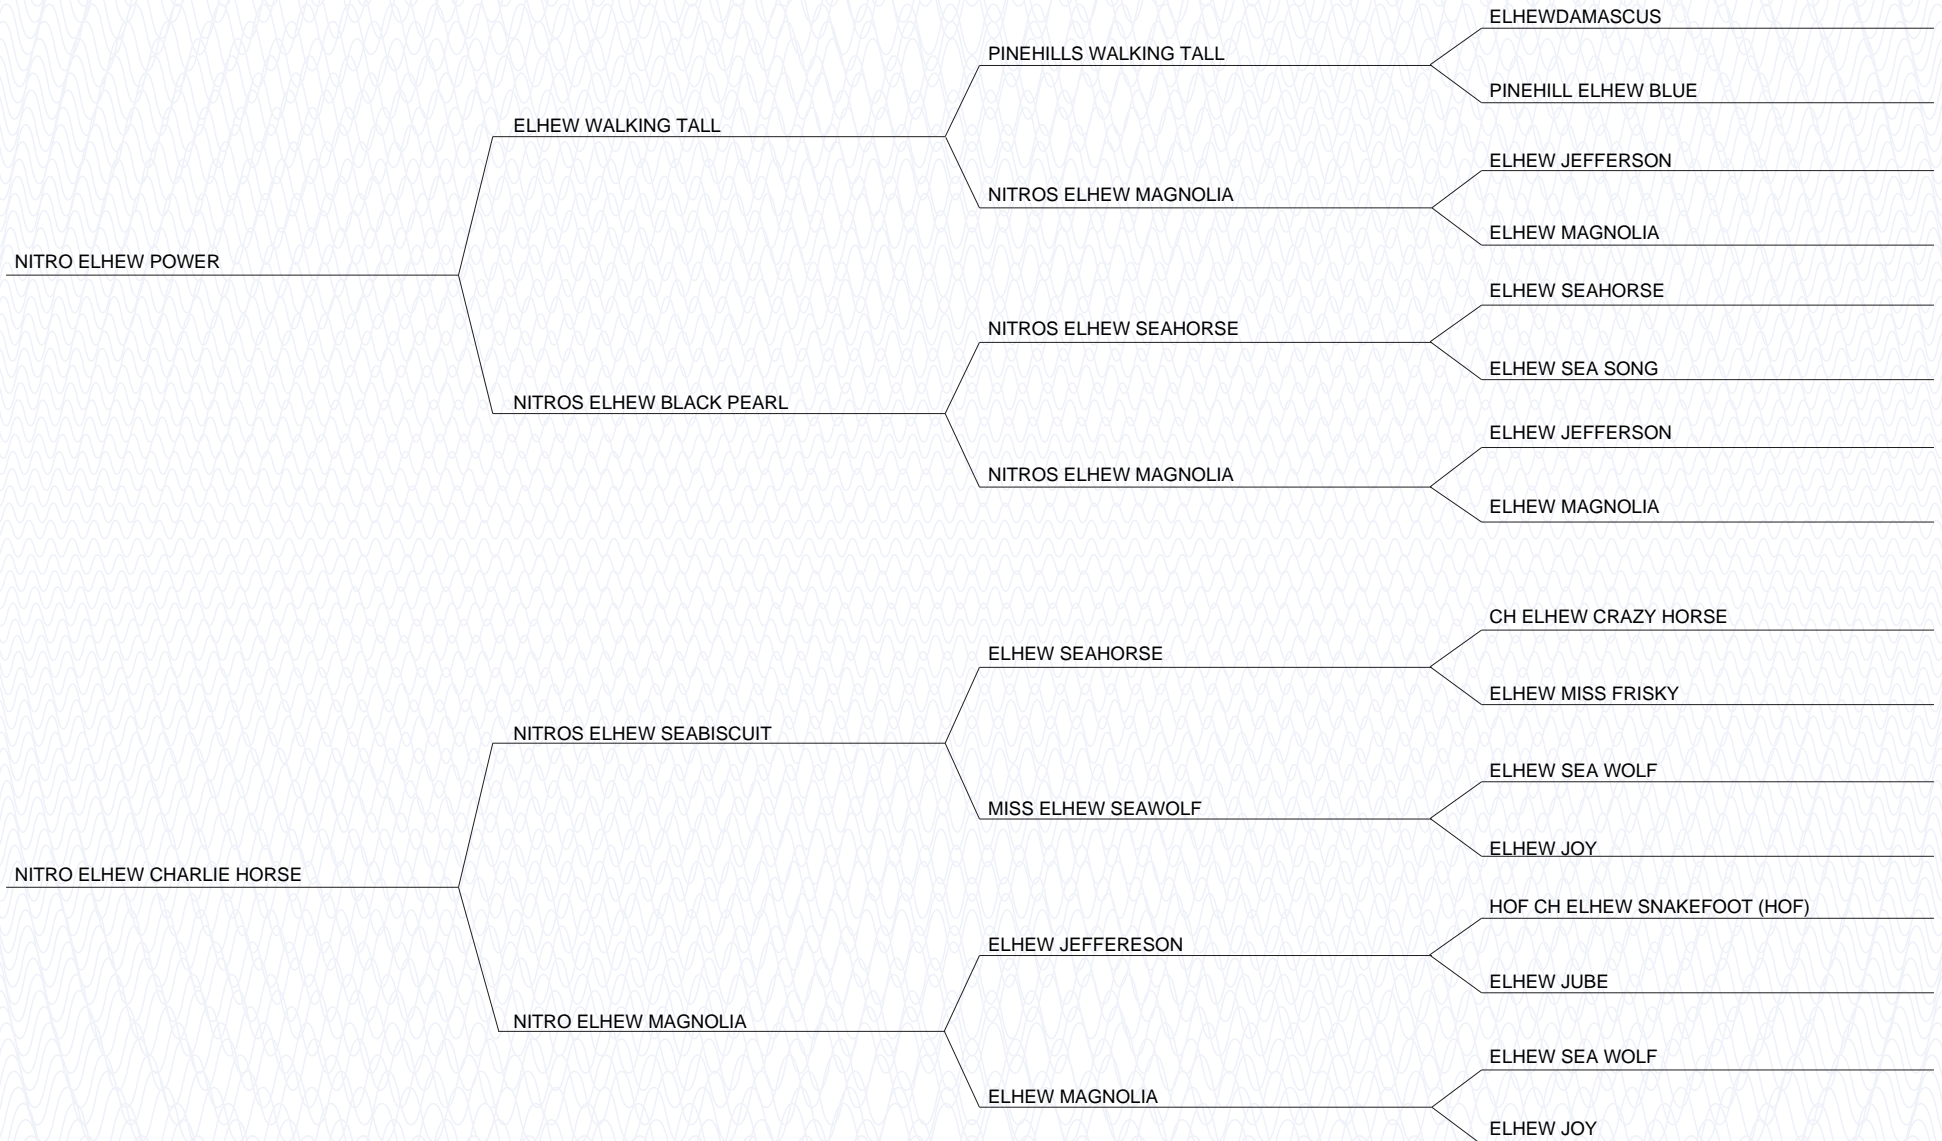 ELHEWDAMASCUS
PINEHILLS WALKING TALL
PINEHILL ELHEW BLUE
ELHEW WALKING TALL
ELHEW JEFFERSON
NITROS ELHEW MAGNOLIA
ELHEW MAGNOLIA
NITRO ELHEW POWER
ELHEW SEAHORSE
NITROS ELHEW SEAHORSE
ELHEW SEA SONG
NITROS ELHEW BLACK PEARL
ELHEW JEFFERSON
NITROS ELHEW MAGNOLIA
ELHEW MAGNOLIA
CH ELHEW CRAZY HORSE
ELHEW SEAHORSE
ELHEW MISS FRISKY
NITROS ELHEW SEABISCUIT
ELHEW SEA WOLF
MISS ELHEW SEAWOLF
ELHEW JOY
NITRO ELHEW CHARLIE HORSE
HOF CH ELHEW SNAKEFOOT (HOF)
ELHEW JEFFERESON
ELHEW JUBE
NITRO ELHEW MAGNOLIA
ELHEW SEA WOLF
ELHEW MAGNOLIA
ELHEW JOY